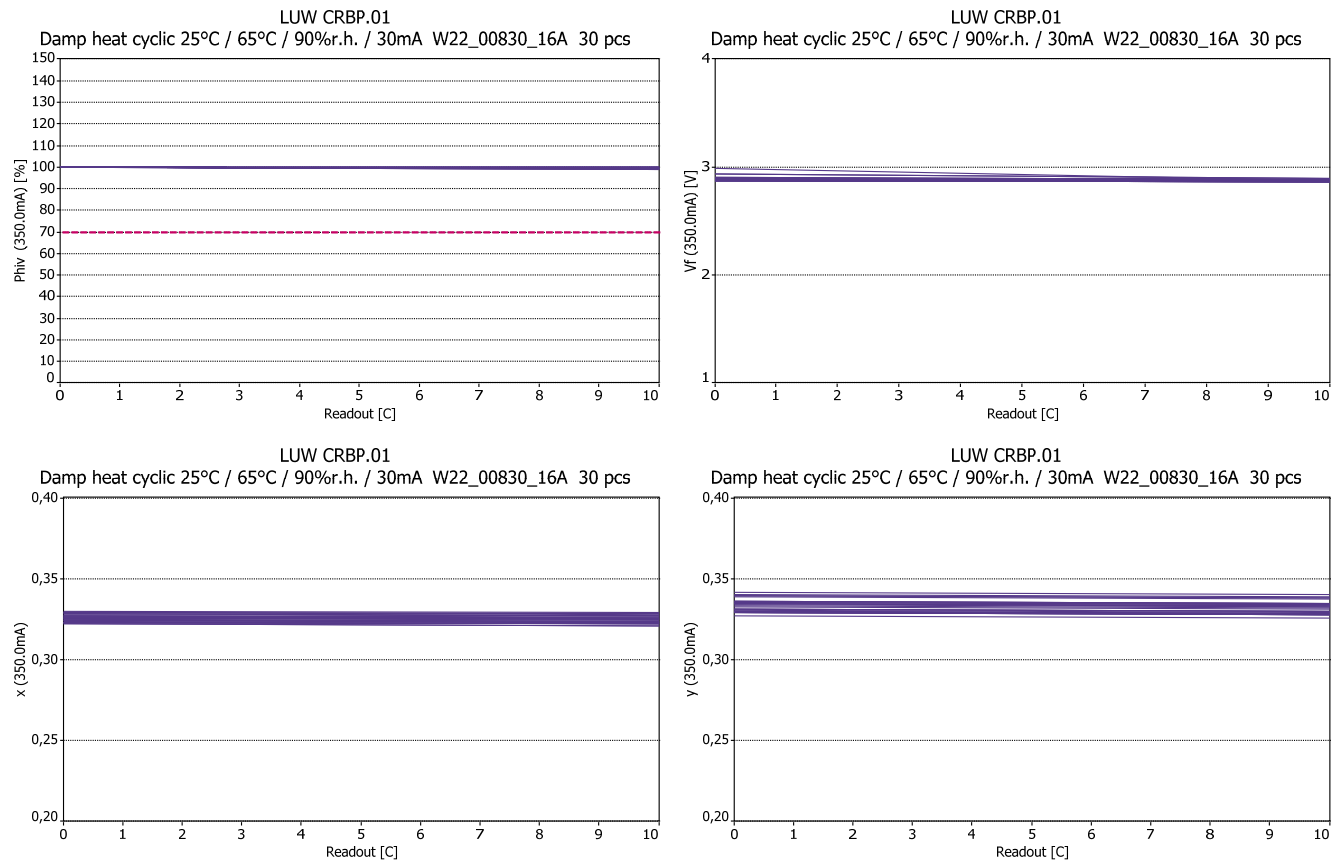 LUW CRBP.01
Damp heat cyclic 25°C / 65°C / 90%r.h. / 30mA  W22_00830_16A  30 pcs
150
140
130
120
110
100
90
80
70
60
50
40
30
20
10
0
Phiv (350.0mA) [%]
0 1 2 3 4 5 6 7 8 9 10
Readout [C]
LUW CRBP.01
Damp heat cyclic 25°C / 65°C / 90%r.h. / 30mA  W22_00830_16A  30 pcs
4
3
2
1
Vf (350.0mA) [V]
0 1 2 3 4 5 6 7 8 9 10
Readout [C]
LUW CRBP.01
Damp heat cyclic 25°C / 65°C / 90%r.h. / 30mA  W22_00830_16A  30 pcs
0,40
0,35
0,30
0,25
0,20
x (350.0mA)
0 1 2 3 4 5 6 7 8 9 10
Readout [C]
LUW CRBP.01
Damp heat cyclic 25°C / 65°C / 90%r.h. / 30mA  W22_00830_16A  30 pcs
0,40
0,35
0,30
0,25
0,20
y (350.0mA)
0 1 2 3 4 5 6 7 8 9 10
Readout [C]